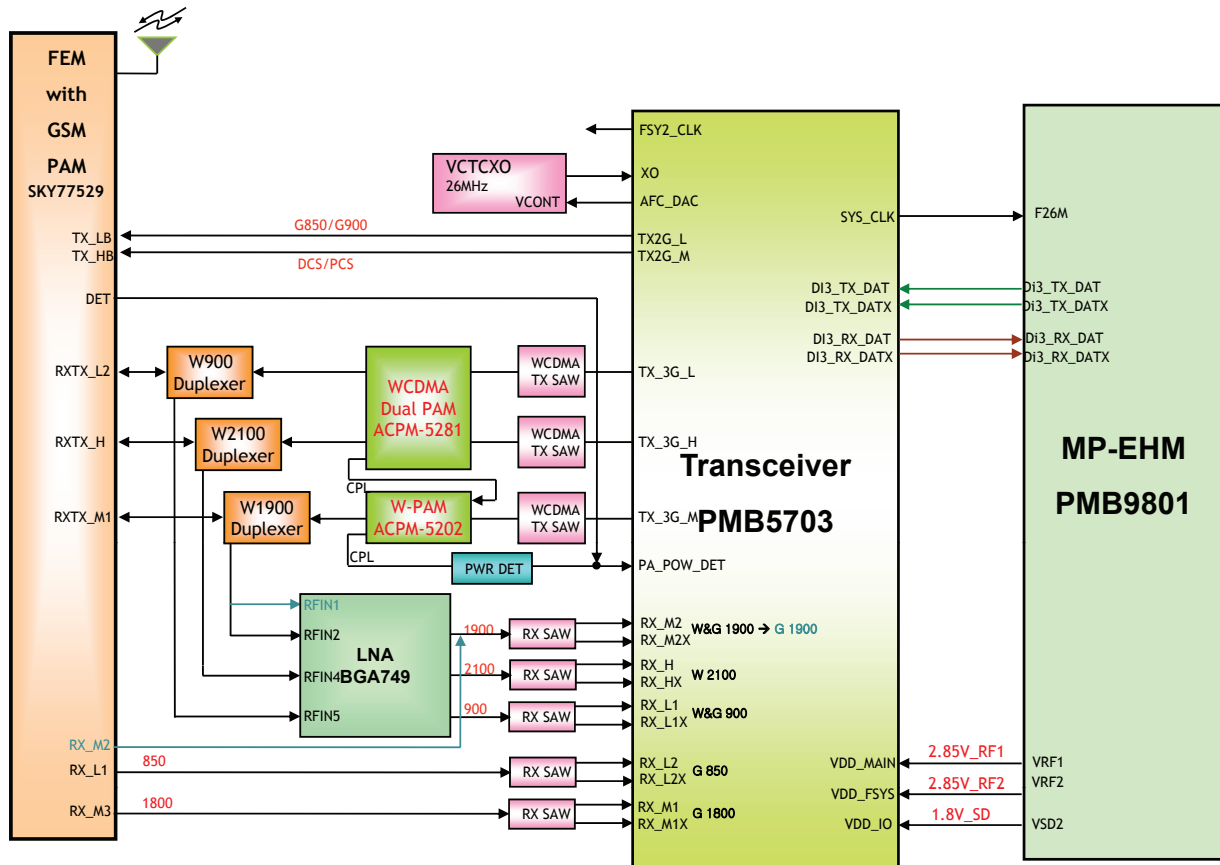 FEM
with
GSM
PAM
SKY77529
TX_LB
TX_HB
DET
RXTX_L2
RXTX_H
RXTX_M1
RX_M2
RX_L1
RX_M3
VCTCXO
26MHz
VCONT
G850/G900
DCS/PCS
W900
Duplexer
W2100
Duplexer
W1900
Duplexer
WCDMA
Dual PAM
ACPM-5281
CPL
W-PAM
ACPM-5202
CPL
PWR DET
WCDMA
TX SAW
WCDMA
TX SAW
WCDMA
TX SAW
RFIN1
RFIN2
RFIN4
RFIN5
LNA
BGA749
1900
2100
900
850
1800
RX SAW
RX SAW
RX SAW
RX SAW
RX SAW
FSY2_CLK
XO
AFC_DAC
TX2G_L
TX2G_M
TX_3G_L
TX_3G_H
TX_3G_M
PA_POW_DET
RX_M2
RX_M2X
W&G 1900 → G 1900
RX_H
RX_HX
W 2100
RX_L1
RX_L1X
W&G 900
RX_L2
RX_L2X
G 850
RX_M1
RX_M1X
G 1800
Transceiver
PMB5703
SYS_CLK
DI3_TX_DAT
DI3_TX_DATX
DI3_RX_DAT
DI3_RX_DATX
VDD_MAIN
VDD_FSYS
VDD_IO
2.85V_RF1
2.85V_RF2
1.8V_SD
F26M
Di3_TX_DAT
Di3_TX_DATX
Di3_RX_DAT
Di3_RX_DATX
MP-EHM
PMB9801
VRF1
VRF2
VSD2